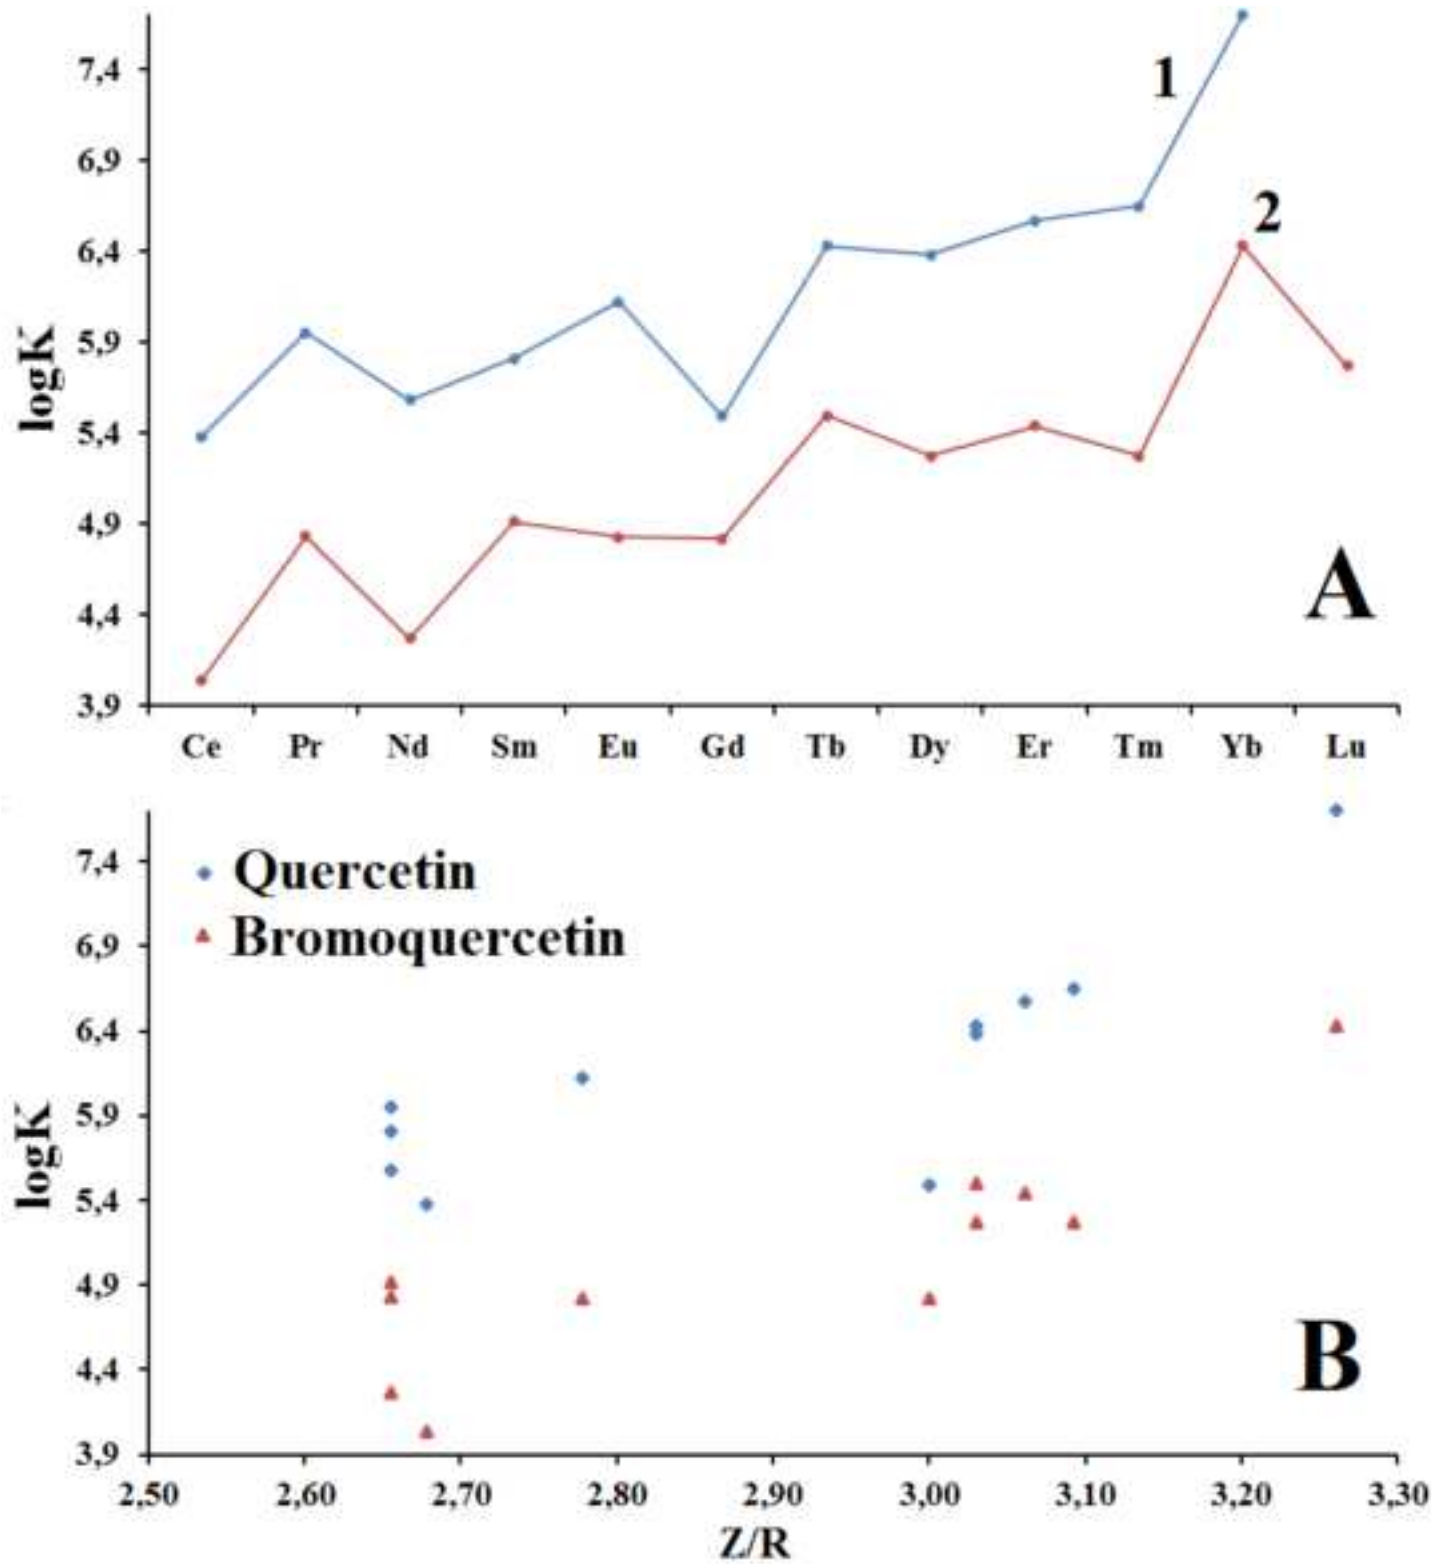 7,4
1
6,9
2
6,4
5,9
logK
5,4
4,9
A
4,4
3,9
Ce Pr Nd Sm Eu Gd Tb Dy Er Tm Yb Lu
7,4
Quercetin
6,9
Bromoquercetin
6,4
5,9
logK
5,4
4,9
B
4,4
3,9
2,50 2,60 2,70 2,80 2,90 3,00 3,10 3,20 3,30
Z/R